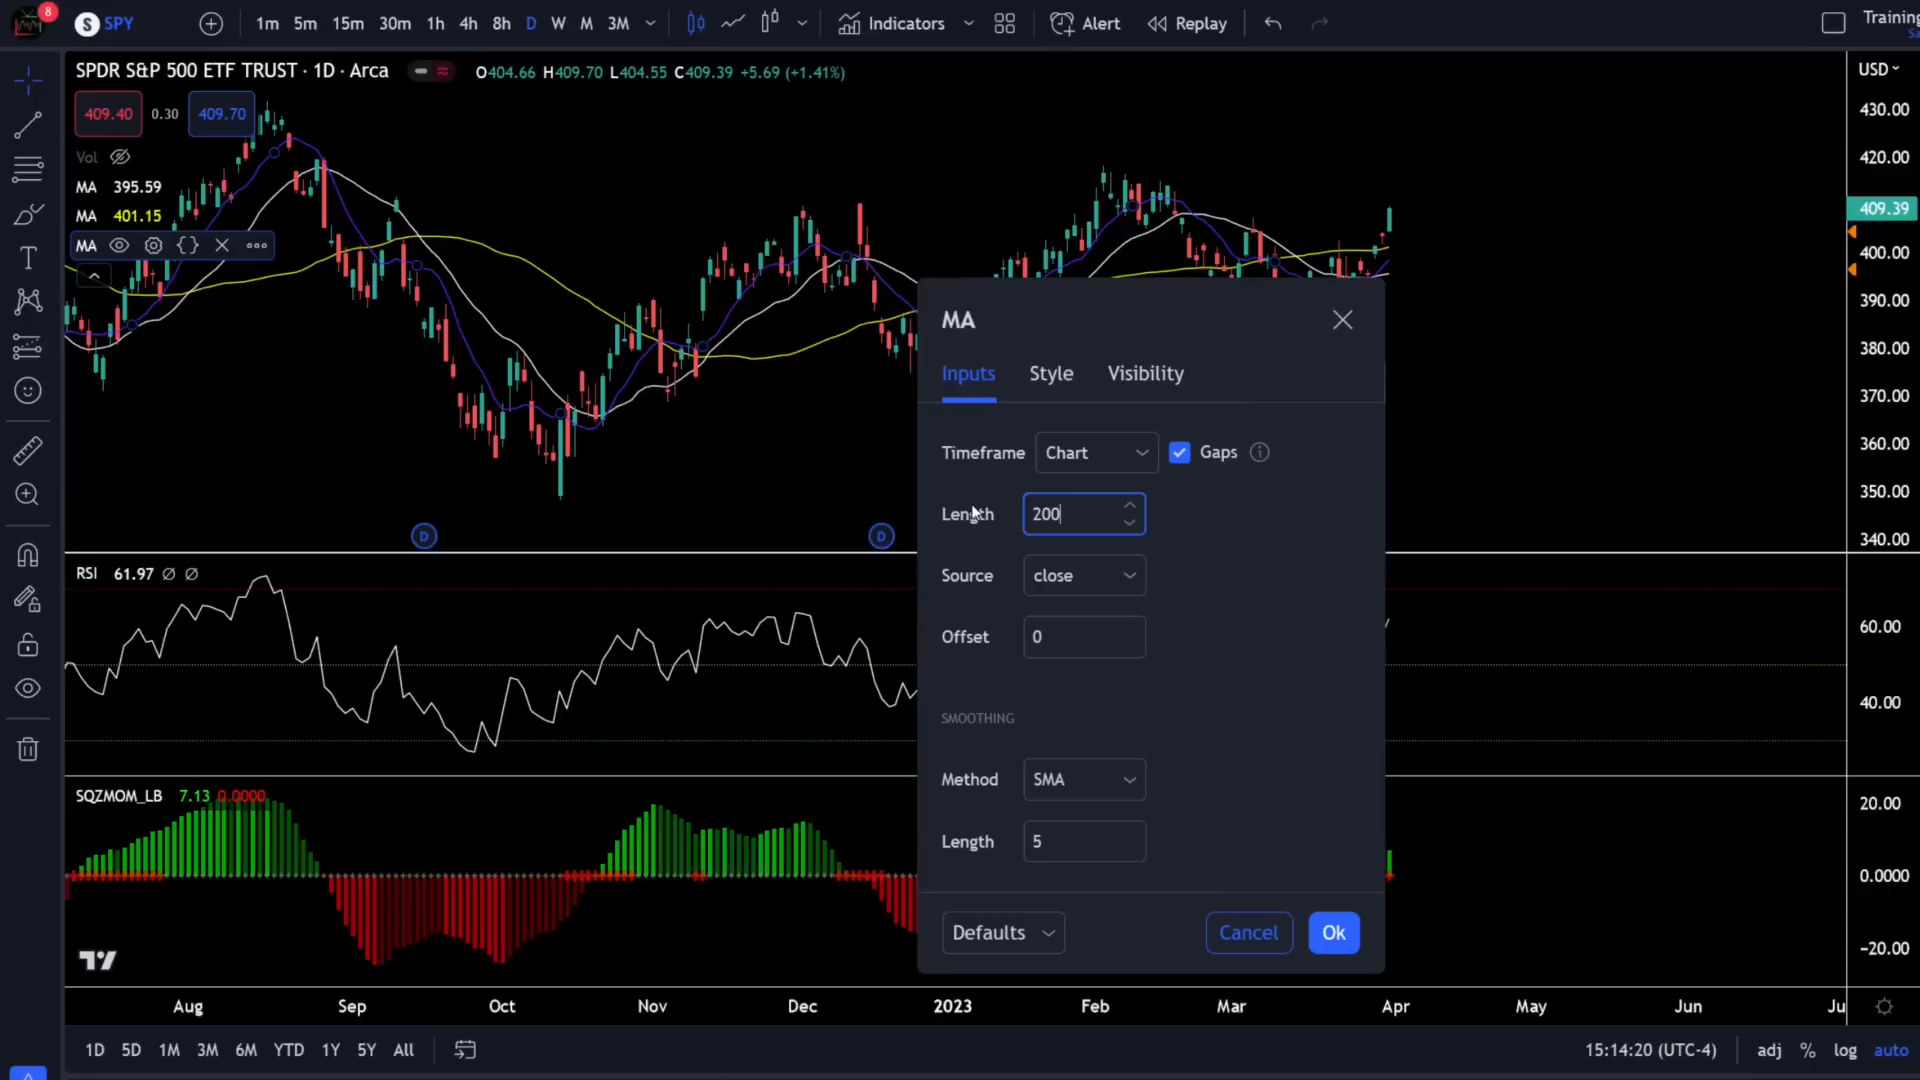 8
S SPY
1m 5m 15m 30m 1h 4h 8h D W M 3M
Indicators
Alert
Replay
Training
Sa
SPDR S&P 500 ETF TRUST · 1D · Arca
O404.66 H409.70 L404.55 C409.39 +5.69 (+1.41%)
USD
409.40 0.30 409.70
Vol
MA 395.59
MA 401.15
MA
430.00
420.00
409.39
400.00
390.00
380.00
370.00
360.00
350.00
340.00
D
D
MA
Inputs Style Visibility
Timeframe Chart Gaps
Length 200
Source close
Offset 0
SMOOTHING
Method SMA
Length 5
Defaults Cancel Ok
RSI 61.97 Ø Ø
60.00
40.00
SQZMOM_LB 7.13 0.0000
20.00
0.0000
−20.00
Aug Sep Oct Nov Dec 2023 Feb Mar Apr May Jun Ju
1D 5D 1M 3M 6M YTD 1Y 5Y All
15:14:20 (UTC-4) adj % log auto